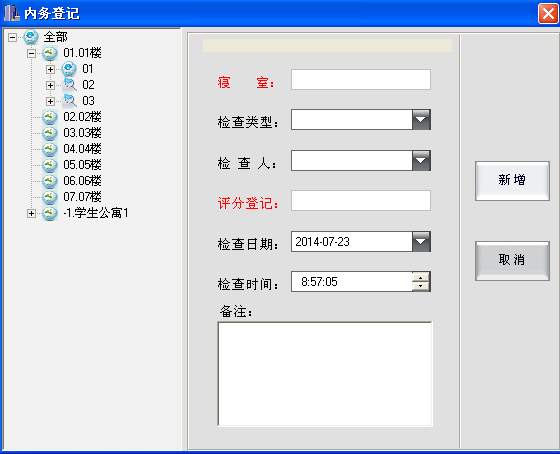 内务登记
全部
01.01楼
01
02
03
02.02楼
03.03楼
04.04楼
05.05楼
06.06楼
07.07楼
-1.学生公寓1
寝 室：
检查类型：
检 查 人：
评分登记：
检查日期： 2014-07-23
检查时间： 8:57:05
备注：
新增
取消